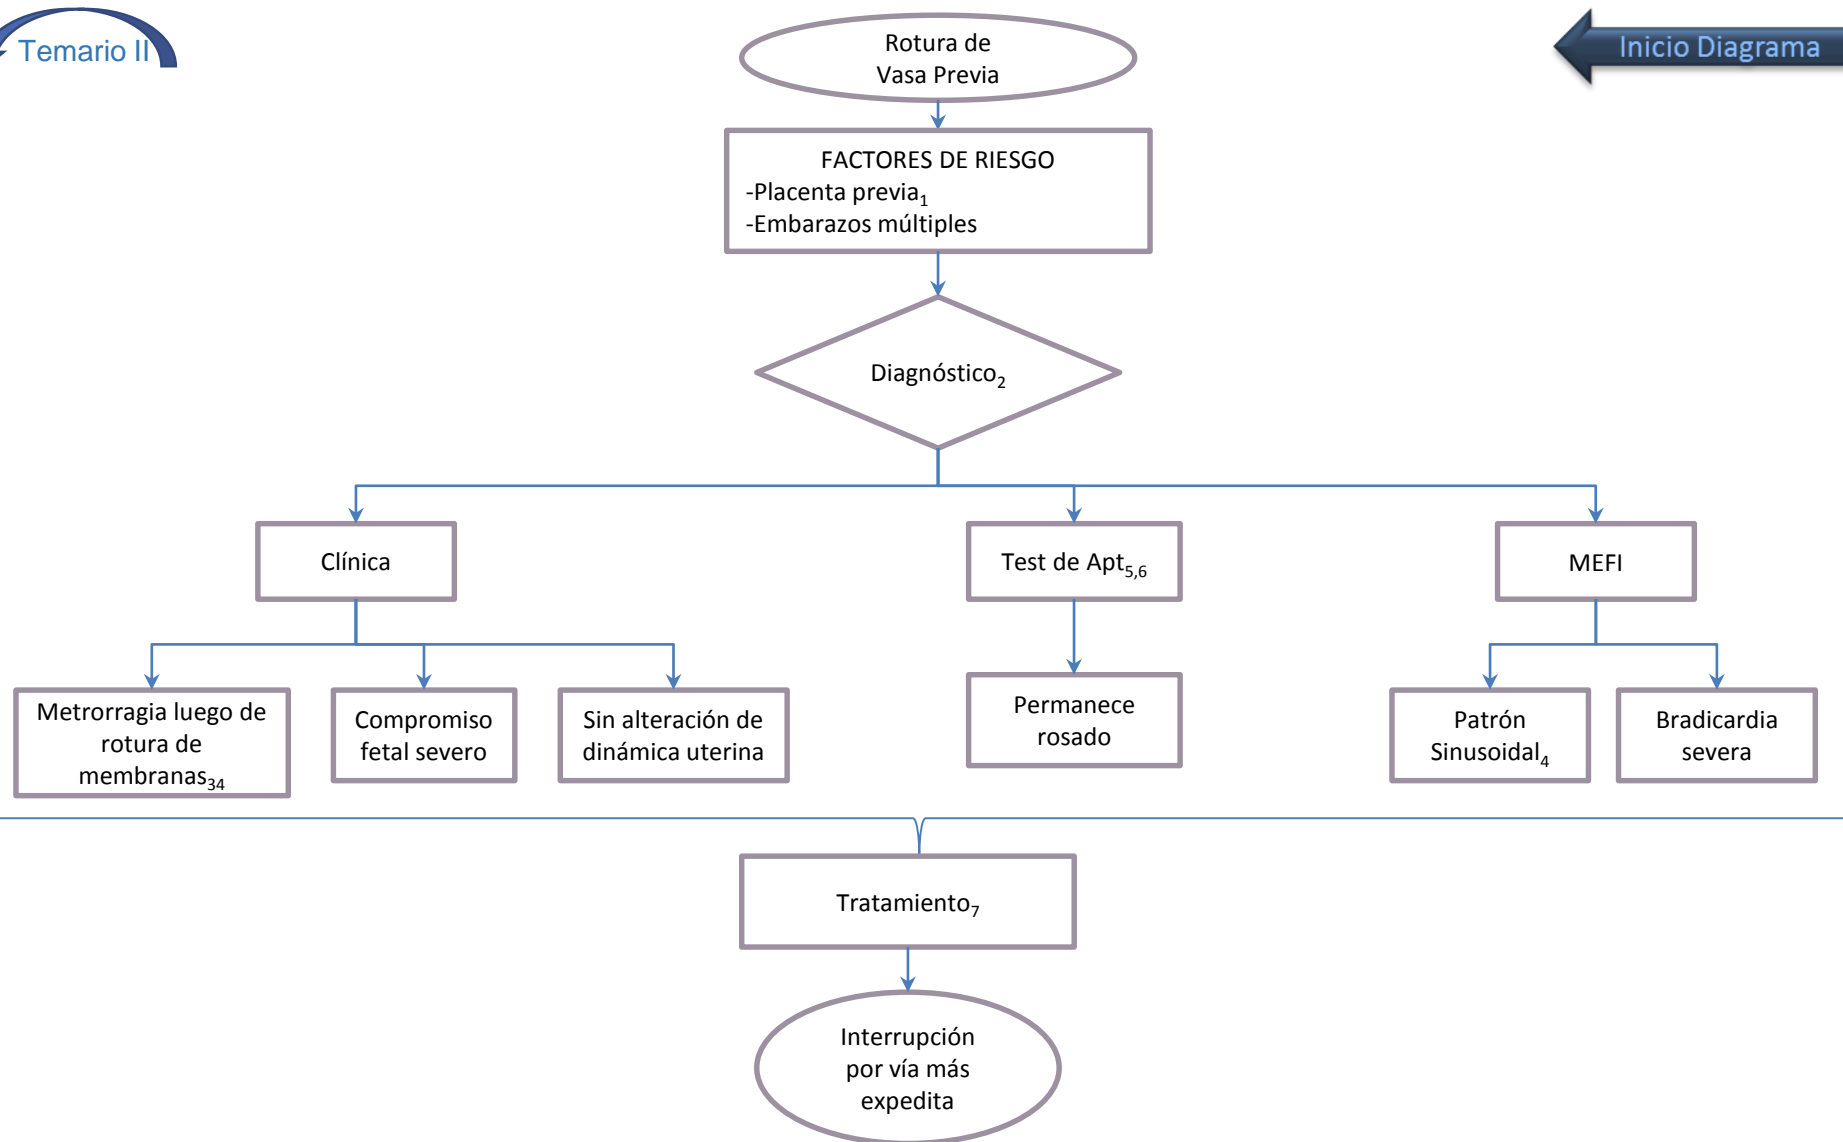 Temario II
Inicio Diagrama
Rotura de
Vasa Previa
FACTORES DE RIESGO
-Placenta previa1
-Embarazos múltiples
Diagnóstico2
Clínica
Test de Apt5,6
MEFI
Metrorragia luego de
rotura de
membranas34
Compromiso
fetal severo
Sin alteración de
dinámica uterina
Permanece
rosado
Patrón
Sinusoidal4
Bradicardia
severa
Tratamiento7
Interrupción
por vía más
expedita